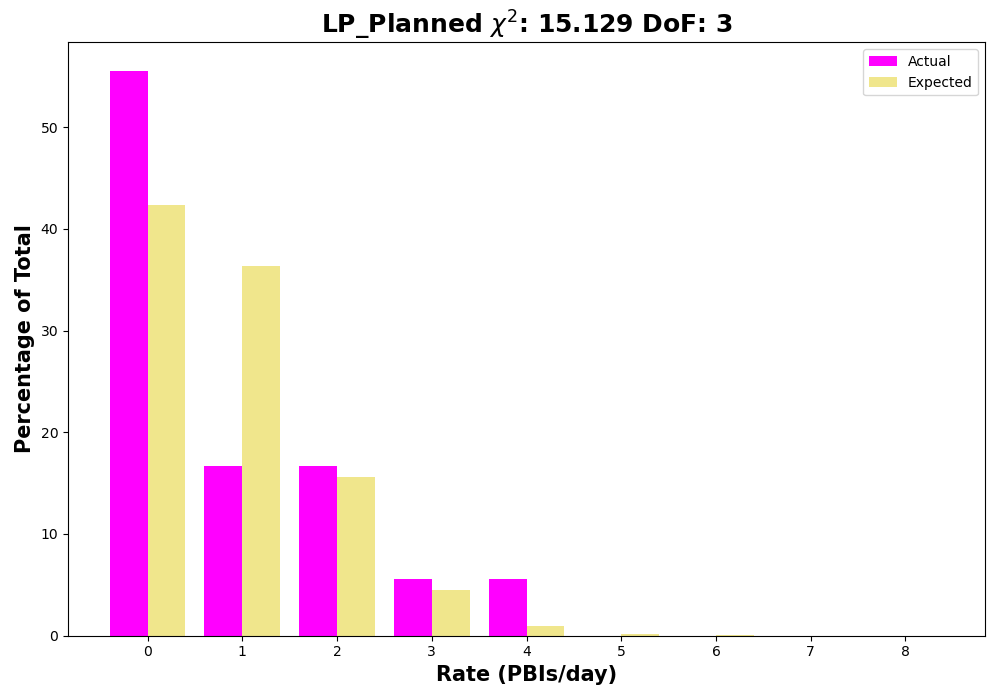 LP_Planned χ²: 15.129 DoF: 3
Actual
Expected
Percentage of Total
50
40
30
20
10
0
0 1 2 3 4 5 6 7 8
Rate (PBIs/day)